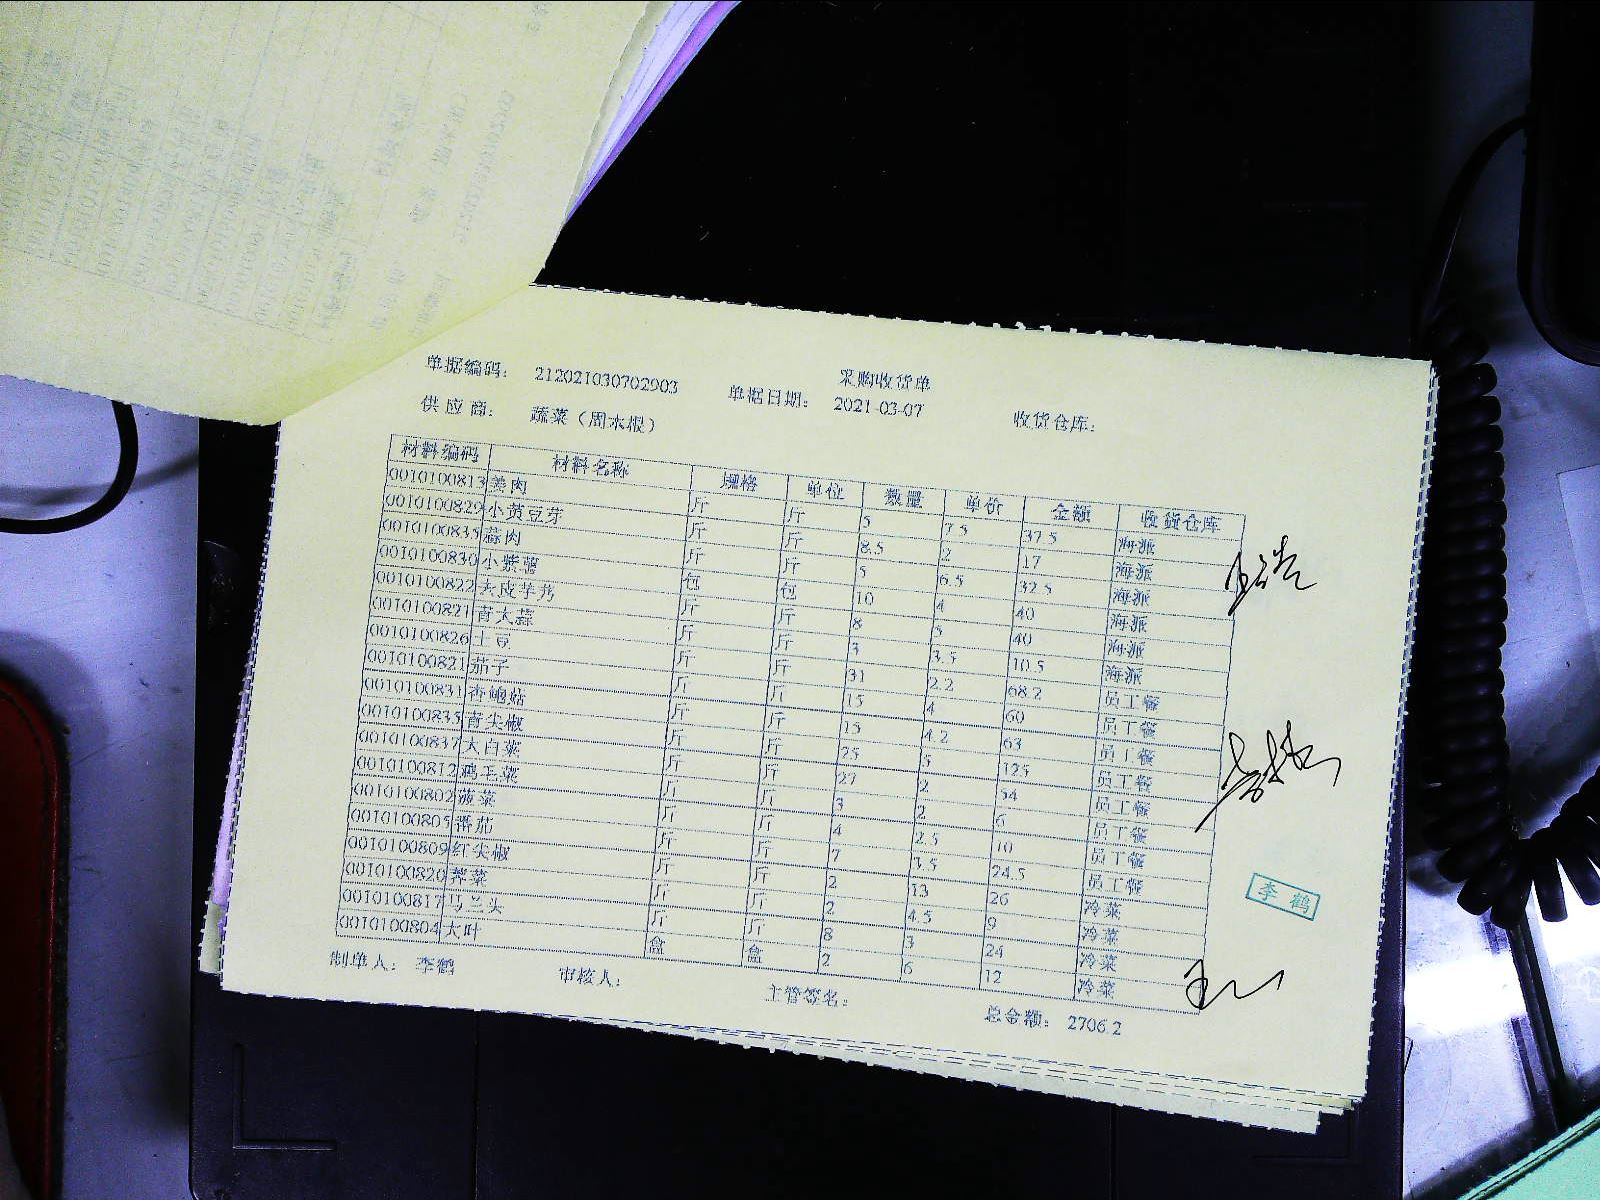 采购收货单
单据编码: 212021030702903 单据日期: 2021-03-07 收货仓库:
供应商: 蔬菜(周水根)
材料编码 材料名称 规格 单位 数量 单价 金额 收货仓库
0010100813 姜肉 斤 斤 5 7.5 37.5 海派
0010100829 小黄豆芽 斤 斤 8.5 2 17 海派
0010100835 蒜肉 斤 斤 5 6.5 32.5 海派
0010100830 小紫薯 包 包 10 4 40 海派
0010100822 去皮芋艿 斤 斤 8 5 40 海派
0010100821 青大蒜 斤 斤 3 3.5 10.5 海派
0010100826 土豆 斤 斤 31 2.2 68.2 员工餐
0010100821 茄子 斤 斤 15 4 60 员工餐
0010100831 杏鲍菇 斤 斤 15 4.2 63 员工餐
0010100835 青尖椒 斤 斤 25 5 125 员工餐
0010100837 大白菜 斤 斤 27 2 54 员工餐
0010100812 鸡毛菜 斤 斤 3 2 6 员工餐
0010100802 菠菜 斤 斤 4 2.5 10 员工餐
0010100805 番茄 斤 斤 7 3.5 24.5 员工餐
0010100809 红尖椒 斤 斤 2 13 26 冷菜
0010100820 荠菜 斤 斤 2 4.5 9 冷菜
0010100817 马兰头 斤 斤 8 3 24 冷菜
0010100804 大叶 盒 盒 2 6 12 冷菜
李鹤
制单人: 李鹤 审核人: 主管签名: 总金额: 2706.2